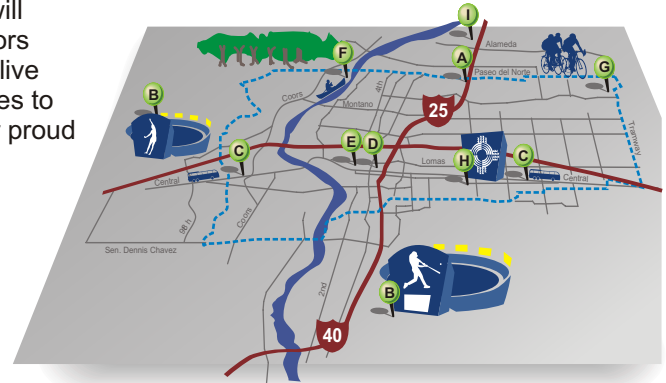 will
ors
live
es to
proud
I
Alameda
F
A
G
Paseo del Norte
4th
B
Coors
Montano
25
Tramway
C
E
D
Lomas
H
C
Central
Central
98 h
Coors
Sen. Dennis Chavez
2nd
B
40